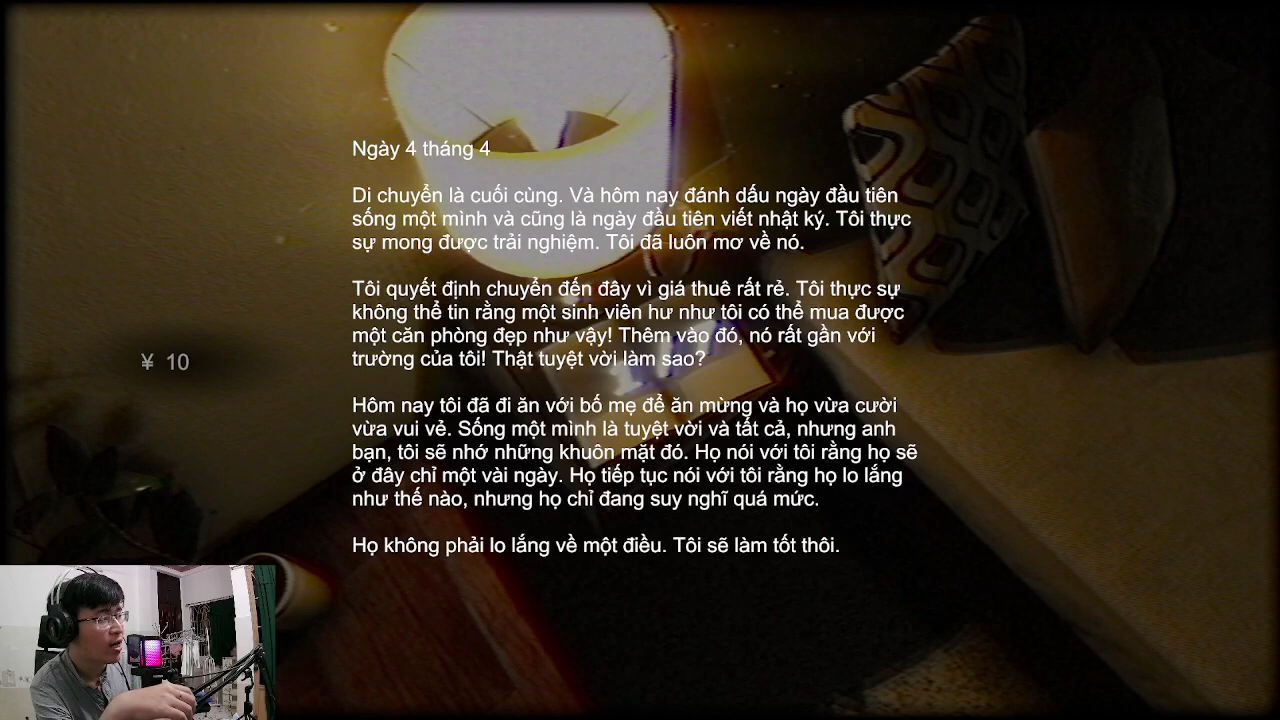 Ngày 4 tháng 4
Di chuyển là cuối cùng. Và hôm nay đánh dấu ngày đầu tiên
sống một mình và cũng là ngày đầu tiên viết nhật ký. Tôi thực
sự mong được trải nghiệm. Tôi đã luôn mơ về nó.
Tôi quyết định chuyển đến đây vì giá thuê rất rẻ. Tôi thực sự
không thể tin rằng một sinh viên hư như tôi có thể mua được
một căn phòng đẹp như vậy! Thêm vào đó, nó rất gần với
trường của tôi! Thật tuyệt vời làm sao?
¥ 10
Hôm nay tôi đã đi ăn với bố mẹ để ăn mừng và họ vừa cười
vừa vui vẻ. Sống một mình là tuyệt vời và tất cả, nhưng anh
bạn, tôi sẽ nhớ những khuôn mặt đó. Họ nói với tôi rằng họ sẽ
ở đây chỉ một vài ngày. Họ tiếp tục nói với tôi rằng họ lo lắng
như thế nào, nhưng họ chỉ đang suy nghĩ quá mức.
Họ không phải lo lắng về một điều. Tôi sẽ làm tốt thôi.